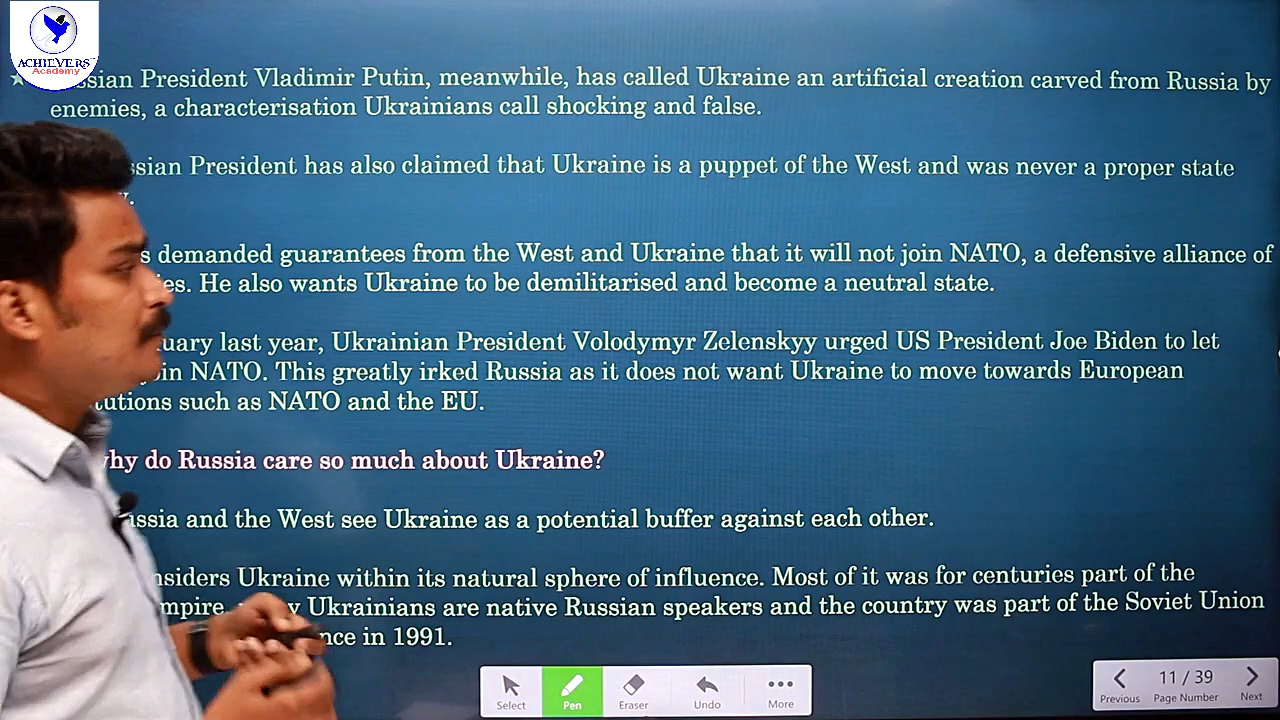 ACHIEVERS
Academy
ssian President Vladimir Putin, meanwhile, has called Ukraine an artificial creation carved from Russia by
enemies, a characterisation Ukrainians call shocking and false.
ssian President has also claimed that Ukraine is a puppet of the West and was never a proper state
demanded guarantees from the West and Ukraine that it will not join NATO, a defensive alliance of
He also wants Ukraine to be demilitarised and become a neutral state.
uary last year, Ukrainian President Volodymyr Zelenskyy urged US President Joe Biden to let
NATO. This greatly irked Russia as it does not want Ukraine to move towards European
tutions such as NATO and the EU.
why do Russia care so much about Ukraine?
ussia and the West see Ukraine as a potential buffer against each other.
nsiders Ukraine within its natural sphere of influence. Most of it was for centuries part of the
mpire, Ukrainians are native Russian speakers and the country was part of the Soviet Union
nce in 1991.
Select Pen Eraser Undo More
Previous 11 / 39 Page Number Next